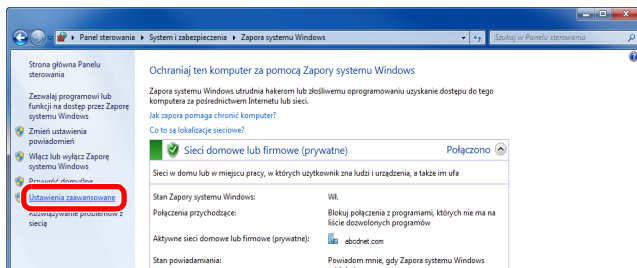 Panel sterowania ▸ System i zabezpieczenia ▸ Zapora systemu Windows
Szukaj w Panelu sterowania
Strona główna Panelu
sterowania
Zezwalaj programowi lub
funkcji na dostęp przez Zaporę
systemu Windows
Zmień ustawienia
powiadomień
Włącz lub wyłącz Zaporę
systemu Windows
Przywróć domyślne
Ustawienia zaawansowane
Rozwiązywanie problemów z
siecią
Ochraniaj ten komputer za pomocą Zapory systemu Windows
Zapora systemu Windows utrudnia hakerom lub złośliwemu oprogramowaniu uzyskanie dostępu do tego
komputera za pośrednictwem Internetu lub sieci.
Jak zapora pomaga chronić komputer?
Co to są lokalizacje sieciowe?
Sieci domowe lub firmowe (prywatne) Połączono
Sieci w domu lub w miejscu pracy, w których użytkownik zna ludzi i urządzenia, a także im ufa
Stan Zapory systemu Windows: Wł.
Połączenia przychodzące: Blokuj połączenia z programami, których nie ma na
liście dozwolonych programów
Aktywne sieci domowe lub firmowe (prywatne): abcdnet.com
Stan powiadamiania: Powiadom mnie, gdy Zapora systemu Windows